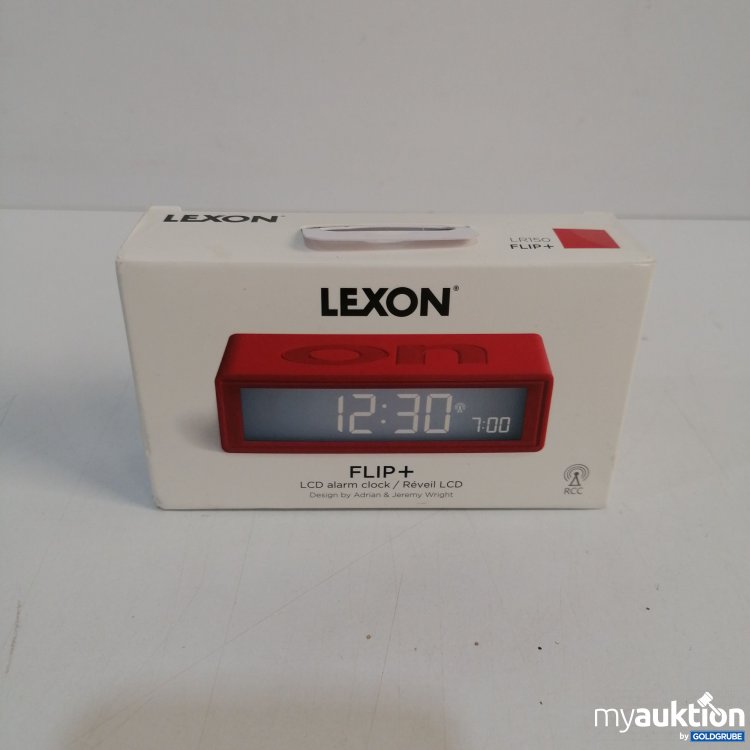 LEXON
LR150
FLIP+
LEXON®
on
12:30
7:00
FLIP+
LCD alarm clock / Réveil LCD
Design by Adrian & Jeremy Wright
RCC
myauktion
by GOLDGRUBE